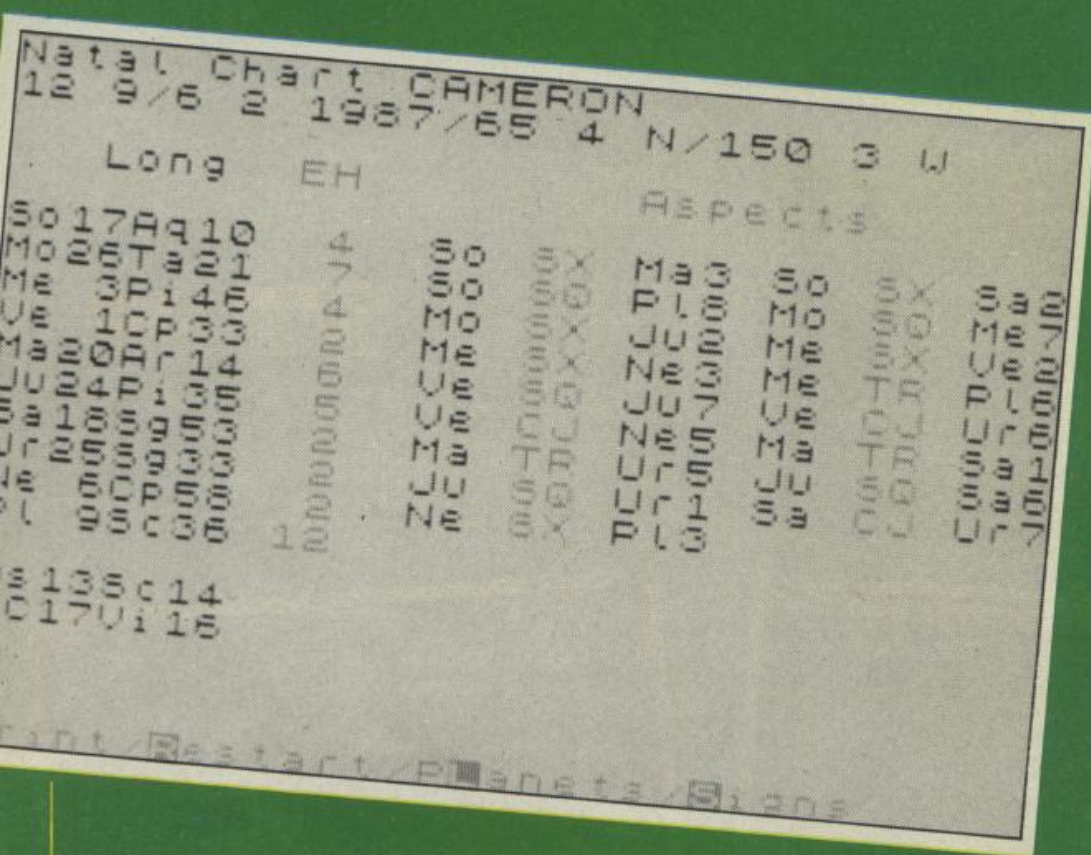 Natal Chart CAMERON
12 9/6 2 1987/65 4 N/150 3 W
Long EH Aspects
So17Aq10 4 So SX Ma3 So SX Sa2
Mo26Ta21 7 So SQ Pl8 Mo SQ Me7
Me 3Pi46 4 Mo SX Ju2 Me SX Ve2
Ve 1Cp33 2 Me SX Ne3 Me TR Pl6
Ma20Ar14 Ve SQ Ju7 Ve CJ Ur6
Ju24Pi35 Ve CJ Ne5 Ma TR Sa1
Sa18Sg53 2 Ma TR Ur5 Ju SQ Sa6
Ur25Sg33 2 Ju SQ Ur1 Sa CJ Ur7
Ne 6Cp58 2 Ne SX Pl3
Pl 9Sc36 12
s13Sc14
C17Vi16
rint/Restart/Planets/Signs